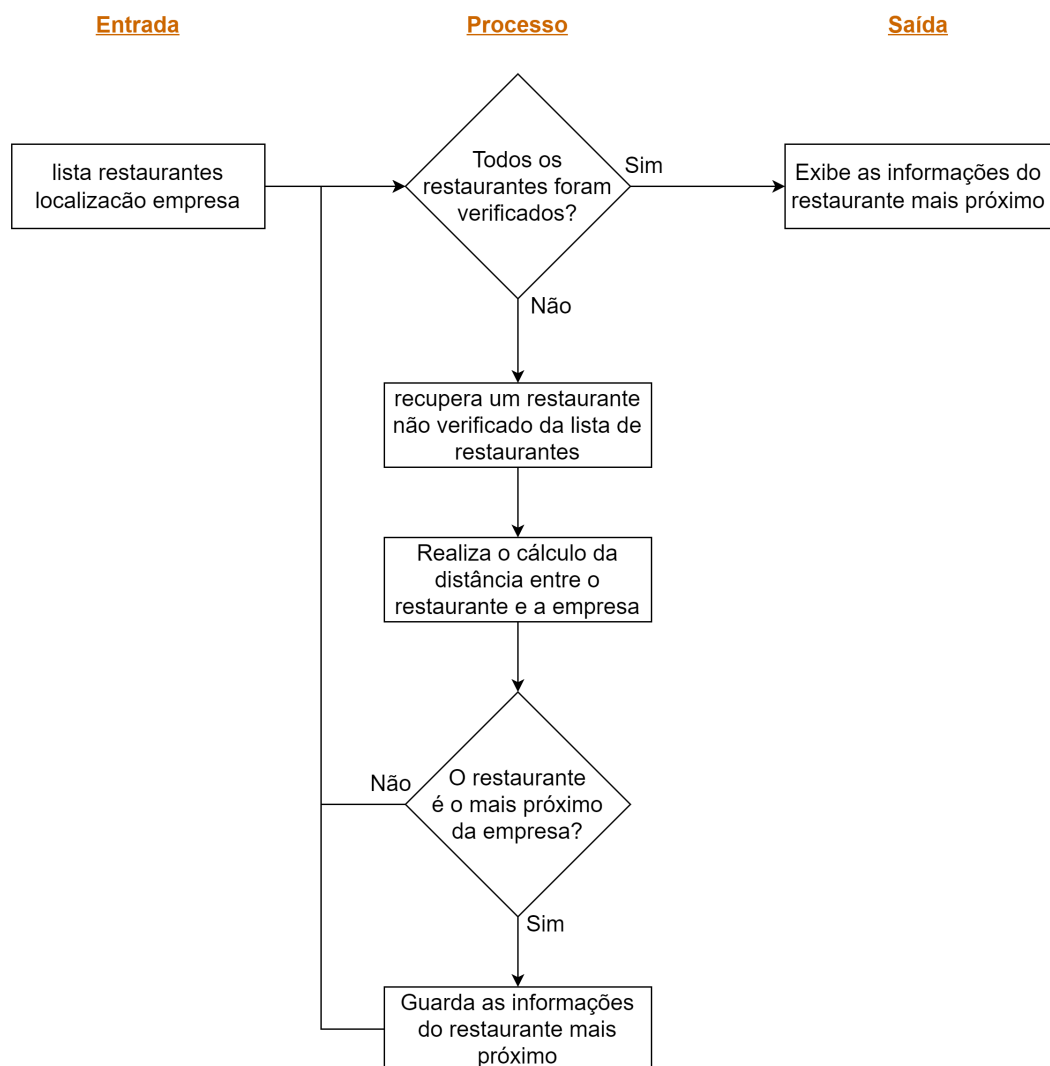 Entrada
Processo
Saída
lista restaurantes
localizacão empresa
Todos os
restaurantes foram
verificados?
Sim
Exibe as informações do
restaurante mais próximo
Não
recupera um restaurante
não verificado da lista de
restaurantes
Realiza o cálculo da
distância entre o
restaurante e a empresa
Não
O restaurante
é o mais próximo
da empresa?
Sim
Guarda as informações
do restaurante mais
próximo